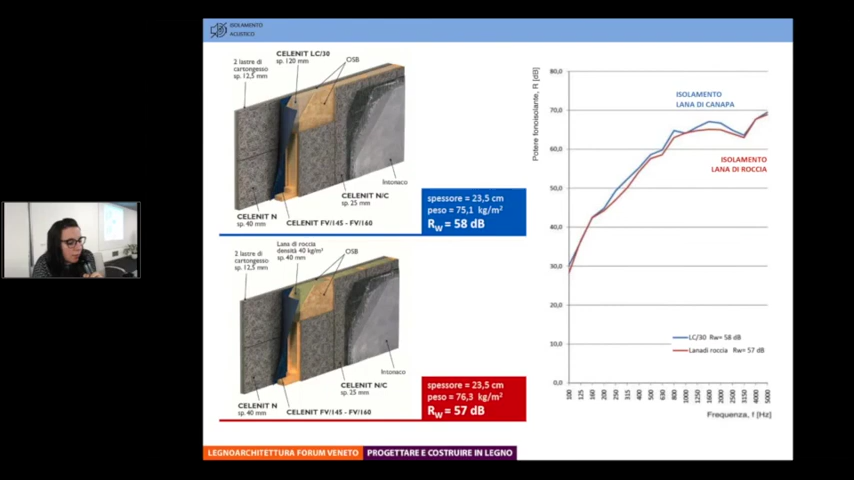 ISOLAMENTO
ACUSTICO
CELENIT LC/30
sp. 120 mm
2 lastre di
cartongesso
sp. 12,5 mm
OSB
Intonaco
CELENIT N/C
sp. 25 mm
CELENIT N
sp. 40 mm
CELENIT FV/145 - FV/160
spessore = 23,5 cm
peso = 75,1 kg/m²
RW = 58 dB
Lana di roccia
densità 40 kg/m³
sp. 40 mm
2 lastre di
cartongesso
sp. 12,5 mm
OSB
Intonaco
CELENIT N/C
sp. 25 mm
CELENIT N
sp. 40 mm
CELENIT FV/145 - FV/160
spessore = 23,5 cm
peso = 76,3 kg/m²
RW = 57 dB
Potere fonoisolante, R [dB]
80,0
70,0
60,0
50,0
40,0
30,0
20,0
10,0
0,0
ISOLAMENTO
LANA DI CANAPA
ISOLAMENTO
LANA DI ROCCIA
LC/30 Rw= 58 dB
Lanadi roccia Rw= 57 dB
100 125 160 200 250 315 400 500 630 800 1000 1250 1600 2000 2500 3150 4000 5000
Frequenza, f [Hz]
LEGNOARCHITETTURA FORUM VENETO
PROGETTARE E COSTRUIRE IN LEGNO